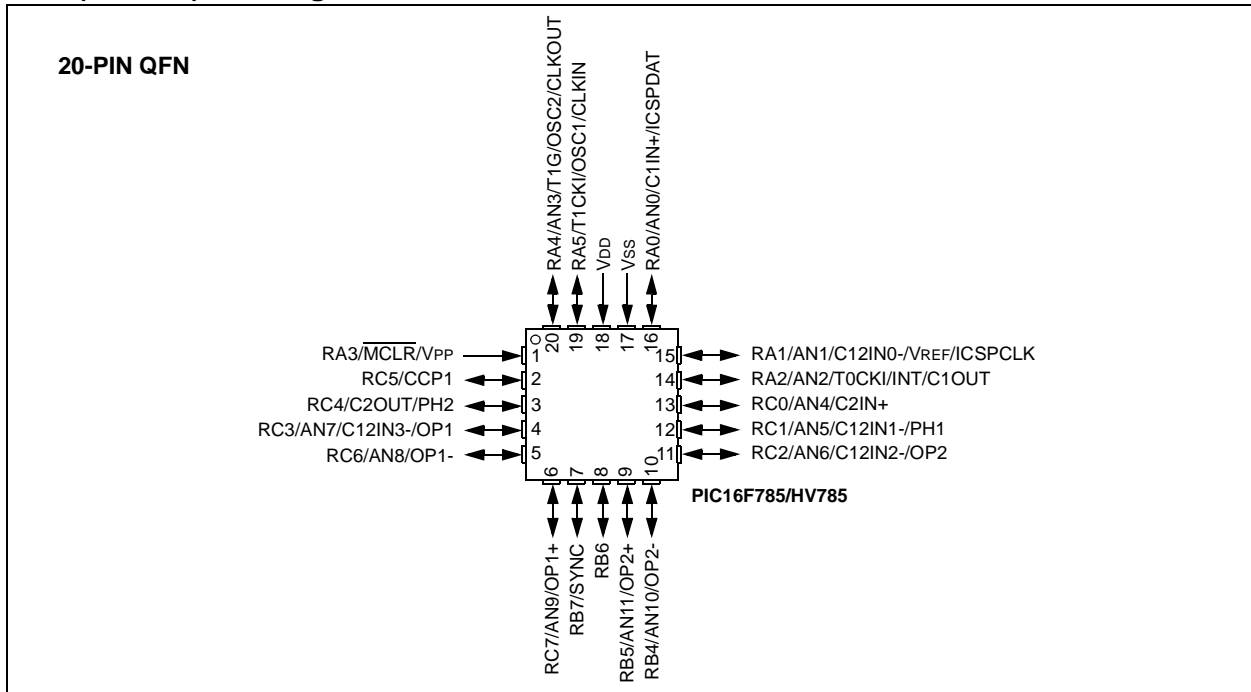 20-PIN QFN
RA4/AN3/T1G/OSC2/CLKOUT
RA5/T1CKI/OSC1/CLKIN
VDD
VSS
RA0/AN0/C1IN+/ICSPDAT
20
19
18
17
16
RA3/MCLR/VPP
1
RC5/CCP1
2
RC4/C2OUT/PH2
3
RC3/AN7/C12IN3-/OP1
4
RC6/AN8/OP1-
5
15
RA1/AN1/C12IN0-/VREF/ICSPCLK
14
RA2/AN2/T0CKI/INT/C1OUT
13
RC0/AN4/C2IN+
12
RC1/AN5/C12IN1-/PH1
11
RC2/AN6/C12IN2-/OP2
6
7
8
9
10
PIC16F785/HV785
RC7/AN9/OP1+
RB7/SYNC
RB6
RB5/AN11/OP2+
RB4/AN10/OP2-